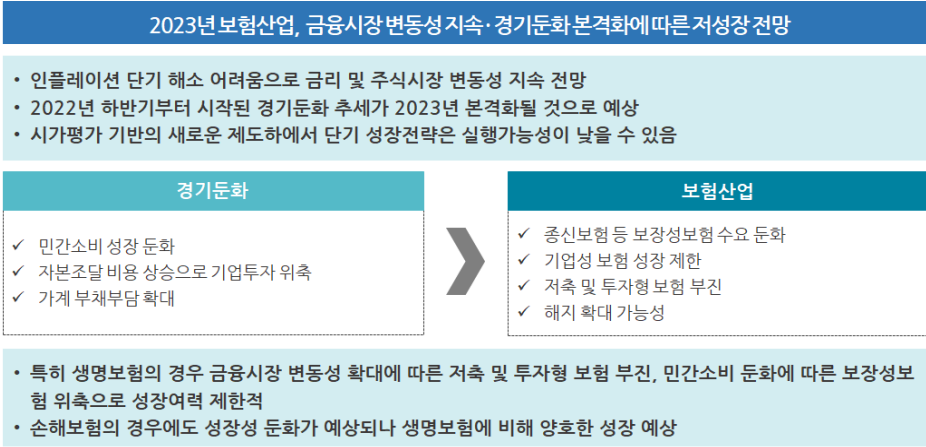 2023년 보험산업, 금융시장 변동성 지속·경기둔화 본격화에 따른 저성장 전망
• 인플레이션 단기 해소 어려움으로 금리 및 주식시장 변동성 지속 전망
• 2022년 하반기부터 시작된 경기둔화 추세가 2023년 본격화될 것으로 예상
• 시가평가 기반의 새로운 제도하에서 단기 성장전략은 실행가능성이 낮을 수 있음
경기둔화
✓ 민간소비 성장 둔화
✓ 자본조달 비용 상승으로 기업투자 위축
✓ 가계 부채부담 확대
보험산업
✓ 종신보험 등 보장성보험 수요 둔화
✓ 기업성 보험 성장 제한
✓ 저축 및 투자형 보험 부진
✓ 해지 확대 가능성
• 특히 생명보험의 경우 금융시장 변동성 확대에 따른 저축 및 투자형 보험 부진, 민간소비 둔화에 따른 보장성보
험 위축으로 성장여력 제한적
• 손해보험의 경우에도 성장성 둔화가 예상되나 생명보험에 비해 양호한 성장 예상